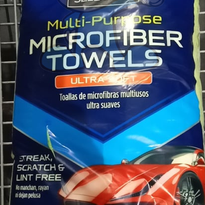 Multi-Purpose
MICROFIBER
TOWELS
ULTRA SOFT
Toallas de microfibras multiusos
ultra suaves
STREAK,
SCRATCH &
LINT FREE
No manchan, rayan
ni dejan pelusa